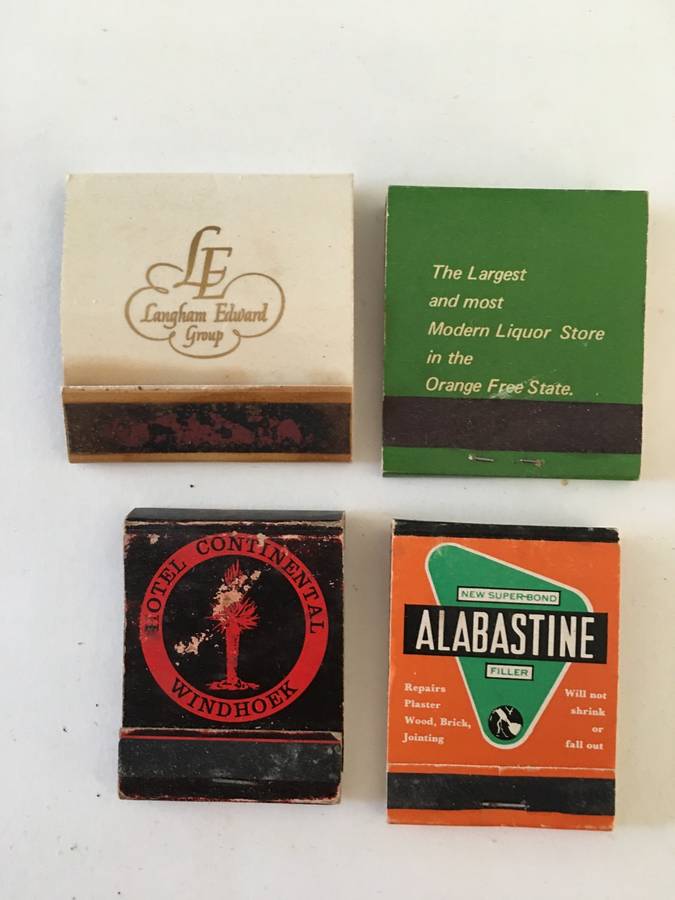 LE
Langham Edward
Group
The Largest
and most
Modern Liquor Store
in the
Orange Free State.
HOTEL CONTINENTAL
WINDHOEK
NEW SUPER-BOND
ALABASTINE
FILLER
Repairs
Plaster
Wood, Brick,
Jointing
Will not
shrink
or
fall out